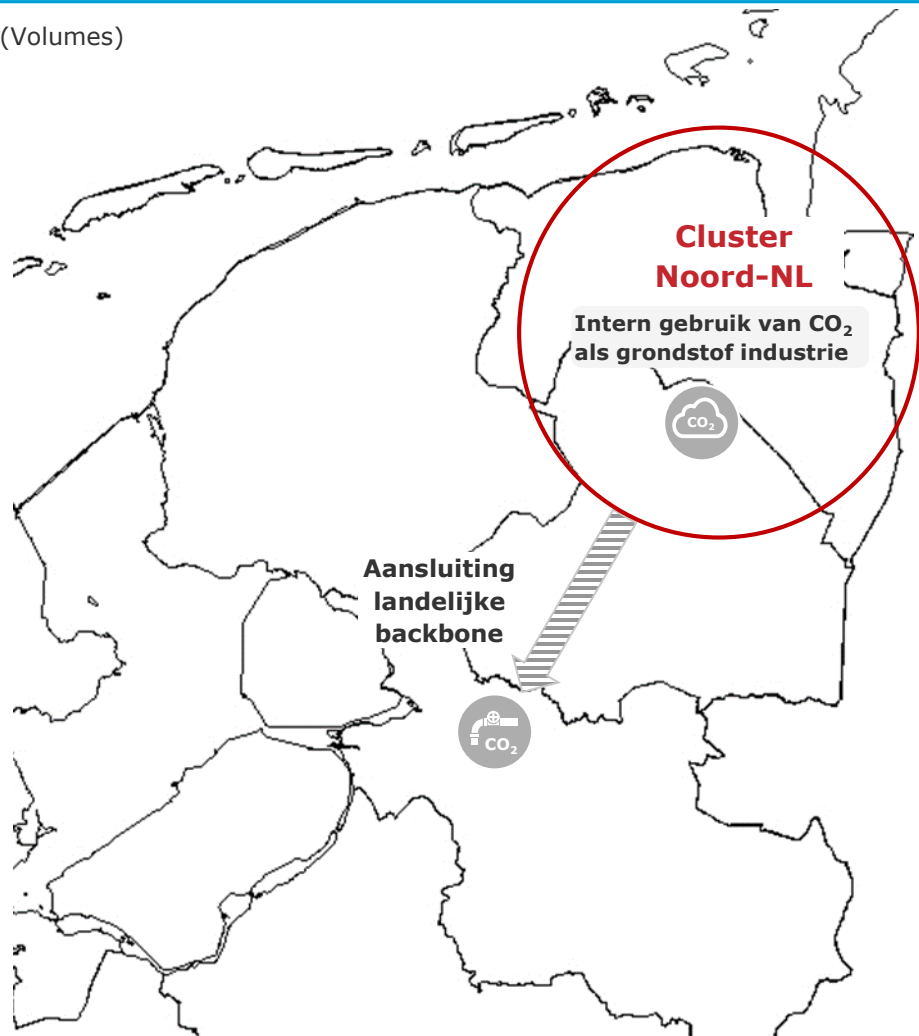 (Volumes)
Cluster
Noord-NL
Intern gebruik van CO₂
als grondstof industrie
CO₂
Aansluiting
landelijke
backbone
CO₂